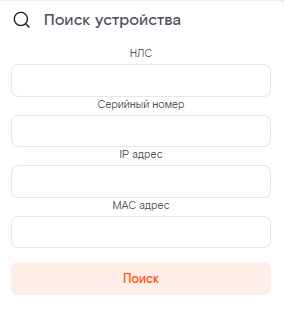 Поиск устройства
НЛС
Серийный номер
IP адрес
MAC адрес
Поиск